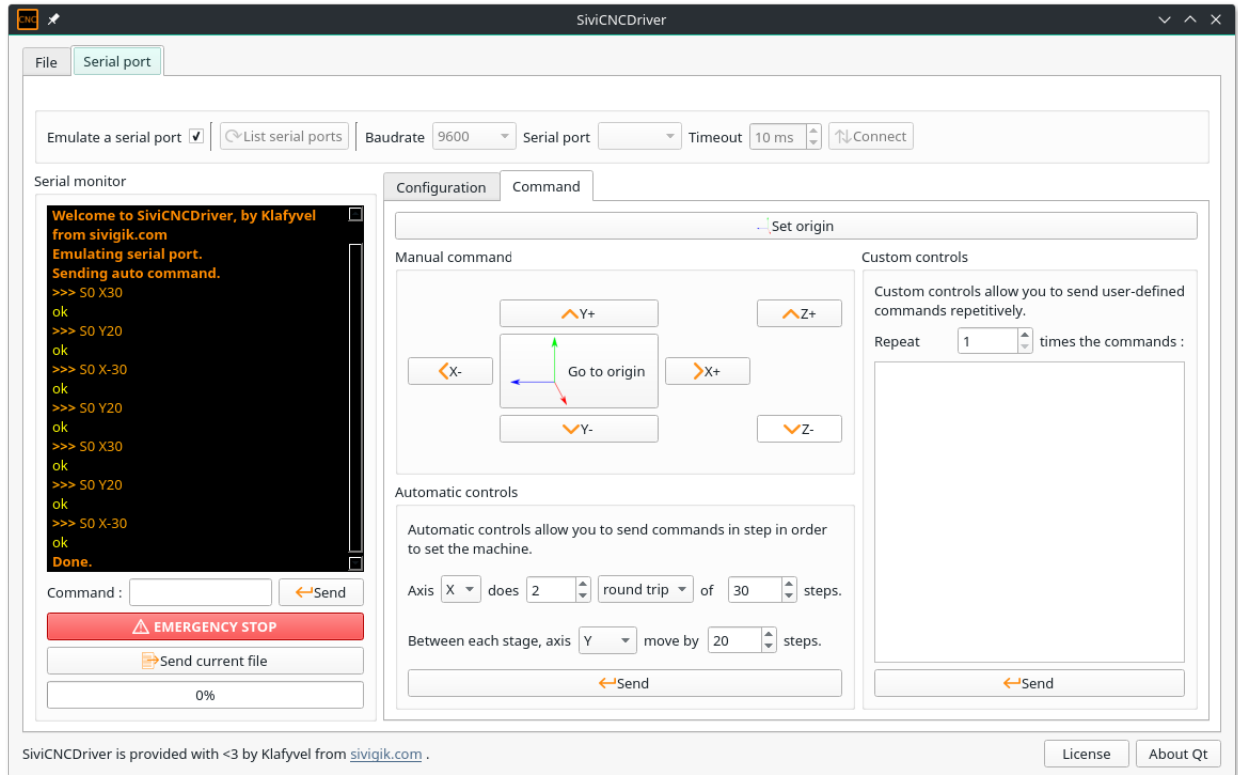 CNC
SiviCNCDriver
File
Serial port
Emulate a serial port
List serial ports
Baudrate
9600
Serial port
Timeout
10 ms
Connect
Serial monitor
Welcome to SiviCNCDriver, by Klafyvel
from sivigik.com
Emulating serial port.
Sending auto command.
>>> S0 X30
ok
>>> S0 Y20
ok
>>> S0 X-30
ok
>>> S0 Y20
ok
>>> S0 X30
ok
>>> S0 Y20
ok
>>> S0 X-30
ok
Done.
Command :
Send
EMERGENCY STOP
Send current file
0%
Configuration
Command
Set origin
Manual command
Y+
Z+
X-
Go to origin
X+
Y-
Z-
Automatic controls
Automatic controls allow you to send commands in step in order
to set the machine.
Axis X does 2 round trip of 30 steps.
Between each stage, axis Y move by 20 steps.
Send
Custom controls
Custom controls allow you to send user-defined
commands repetitively.
Repeat 1 times the commands :
Send
SiviCNCDriver is provided with <3 by Klafyvel from sivigik.com .
License
About Qt